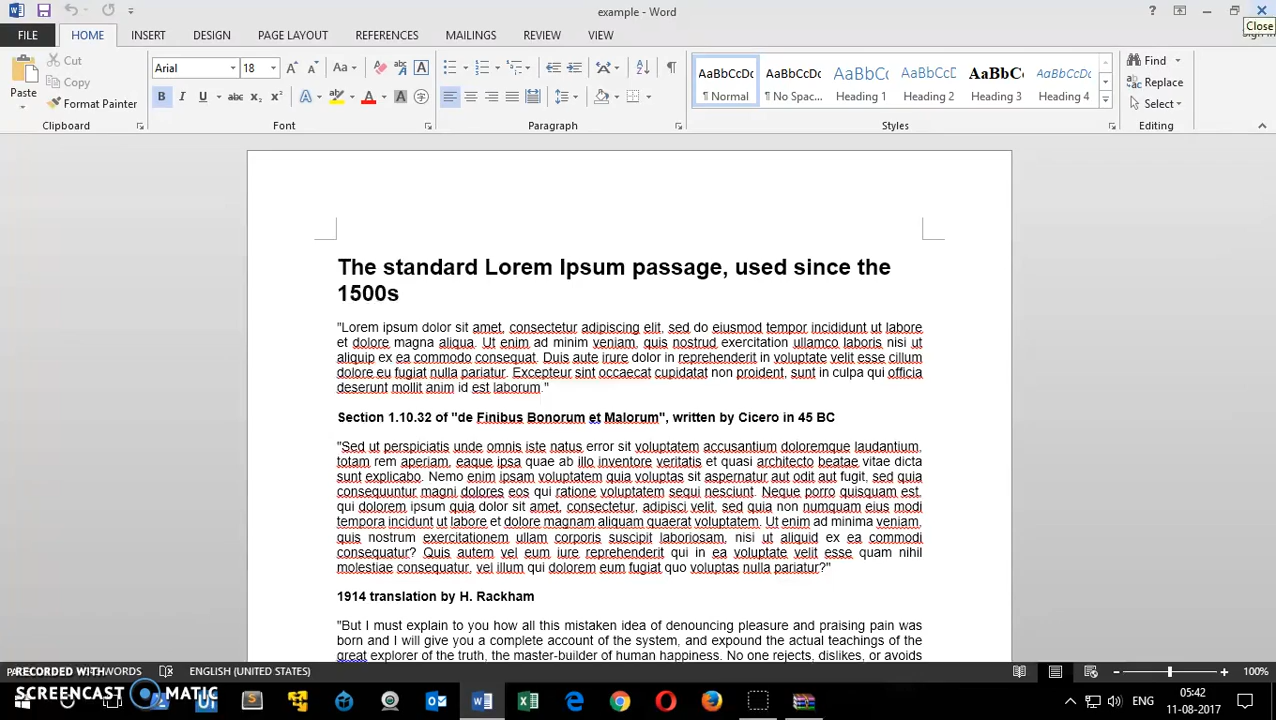 example - Word
Close
FILE HOME INSERT DESIGN PAGE LAYOUT REFERENCES MAILINGS REVIEW VIEW
Cut
Copy
Paste
Format Painter
Clipboard
Arial 18
Font
Paragraph
AaBbCcDc AaBbCcDc AaBbCc AaBbCcDc AaBbCc AaBbCcDc
¶ Normal ¶ No Spac... Heading 1 Heading 2 Heading 3 Heading 4
Styles
Find
Replace
Select
Editing
The standard Lorem Ipsum passage, used since the
1500s
"Lorem ipsum dolor sit amet, consectetur adipiscing elit, sed do eiusmod tempor incididunt ut labore
et dolore magna aliqua. Ut enim ad minim veniam, quis nostrud exercitation ullamco laboris nisi ut
aliquip ex ea commodo consequat. Duis aute irure dolor in reprehenderit in voluptate velit esse cillum
dolore eu fugiat nulla pariatur. Excepteur sint occaecat cupidatat non proident, sunt in culpa qui officia
deserunt mollit anim id est laborum."
Section 1.10.32 of "de Finibus Bonorum et Malorum", written by Cicero in 45 BC
"Sed ut perspiciatis unde omnis iste natus error sit voluptatem accusantium doloremque laudantium,
totam rem aperiam, eaque ipsa quae ab illo inventore veritatis et quasi architecto beatae vitae dicta
sunt explicabo. Nemo enim ipsam voluptatem quia voluptas sit aspernatur aut odit aut fugit, sed quia
consequuntur magni dolores eos qui ratione voluptatem sequi nesciunt. Neque porro quisquam est,
qui dolorem ipsum quia dolor sit amet, consectetur, adipisci velit, sed quia non numquam eius modi
tempora incidunt ut labore et dolore magnam aliquam quaerat voluptatem. Ut enim ad minima veniam,
quis nostrum exercitationem ullam corporis suscipit laboriosam, nisi ut aliquid ex ea commodi
consequatur? Quis autem vel eum iure reprehenderit qui in ea voluptate velit esse quam nihil
molestiae consequatur, vel illum qui dolorem eum fugiat quo voluptas nulla pariatur?"
1914 translation by H. Rackham
"But I must explain to you how all this mistaken idea of denouncing pleasure and praising pain was
born and I will give you a complete account of the system, and expound the actual teachings of the
great explorer of the truth, the master-builder of human happiness. No one rejects, dislikes, or avoids
RECORDED WITH WORDS ENGLISH (UNITED STATES) 100%
SCREENCAST MATIC
ENG
05:42
11-08-2017